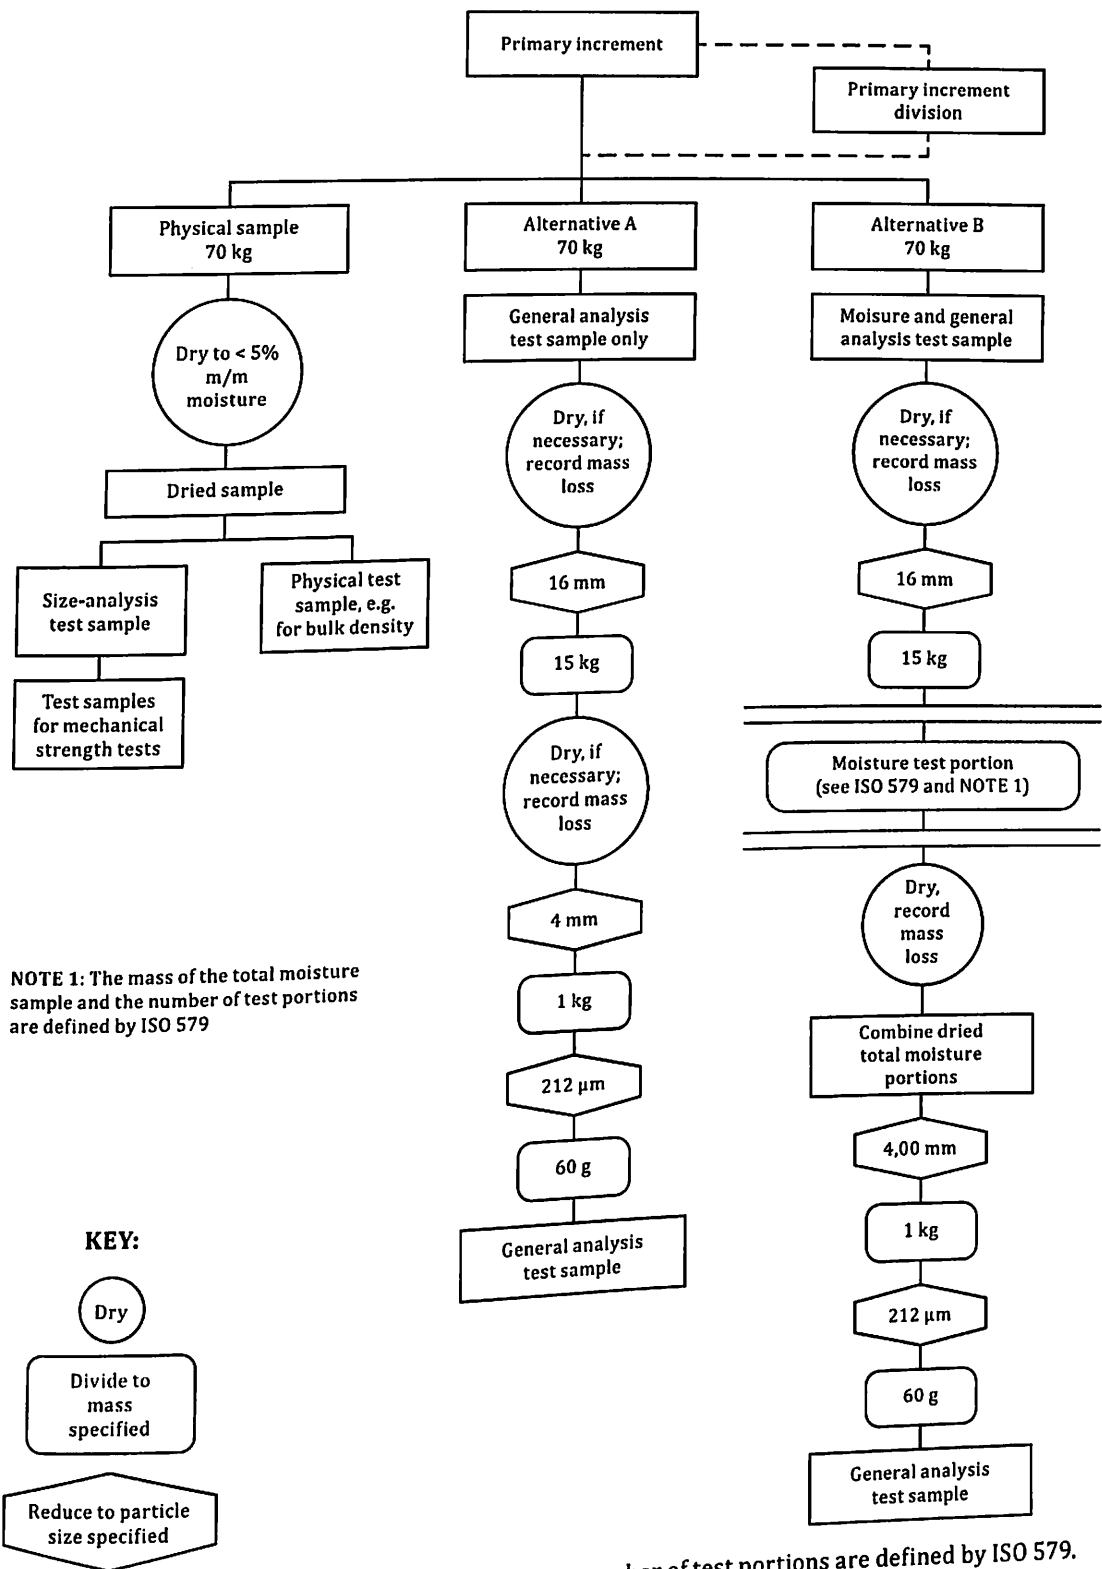 Primary increment
Primary increment
division
Physical sample
70 kg
Dry to < 5%
m/m
moisture
Dried sample
Size-analysis
test sample
Physical test
sample, e.g.
for bulk density
Test samples
for mechanical
strength tests
Alternative A
70 kg
General analysis
test sample only
Dry, if
necessary;
record mass
loss
16 mm
15 kg
Dry, if
necessary;
record mass
loss
4 mm
1 kg
212 µm
60 g
General analysis
test sample
Alternative B
70 kg
Moisure and general
analysis test sample
Dry, if
necessary;
record mass
loss
16 mm
15 kg
Moisture test portion
(see ISO 579 and NOTE 1)
Dry,
record
mass
loss
Combine dried
total moisture
portions
4,00 mm
1 kg
212 µm
60 g
General analysis
test sample
NOTE 1: The mass of the total moisture
sample and the number of test portions
are defined by ISO 579
KEY:
Dry
Divide to
mass
specified
Reduce to particle
size specified
of test portions are defined by ISO 579.